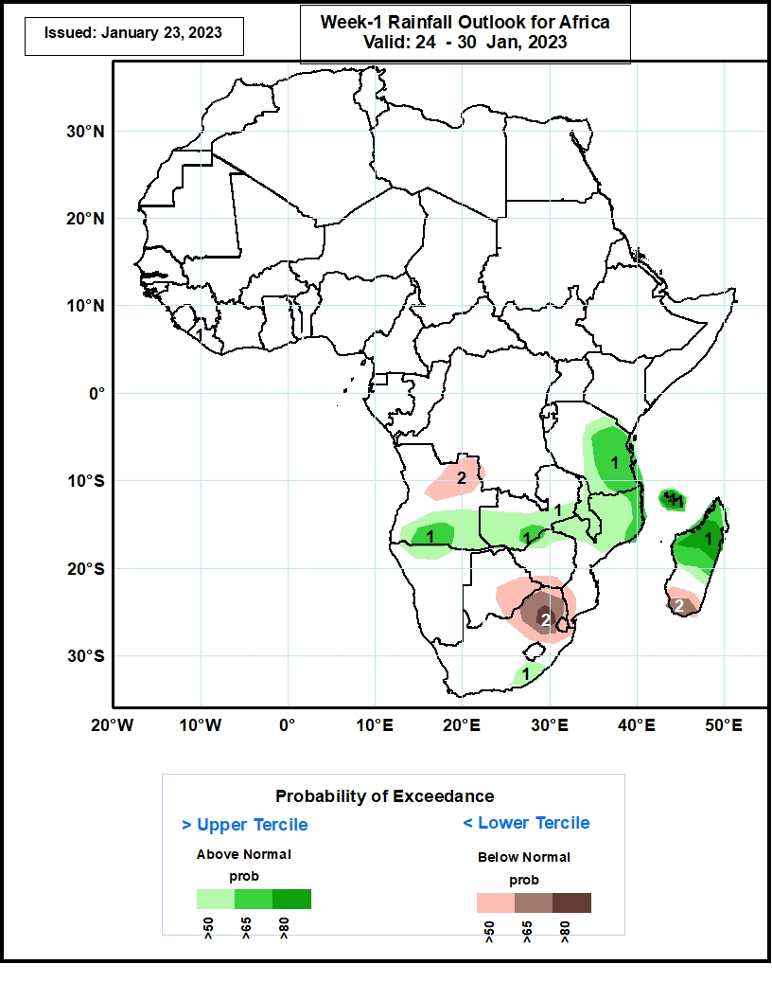 Issued: January 23, 2023
Week-1 Rainfall Outlook for Africa
Valid: 24 - 30 Jan, 2023
30°N
20°N
10°N
1
0°
1
2
10°S
11
1
1
1
1
20°S
2
2
30°S
1
20°W 10°W 0° 10°E 20°E 30°E 40°E 50°E
Probability of Exceedance
> Upper Tercile
< Lower Tercile
Above Normal
Below Normal
prob
prob
>50 >65 >80
>50 >65 >80